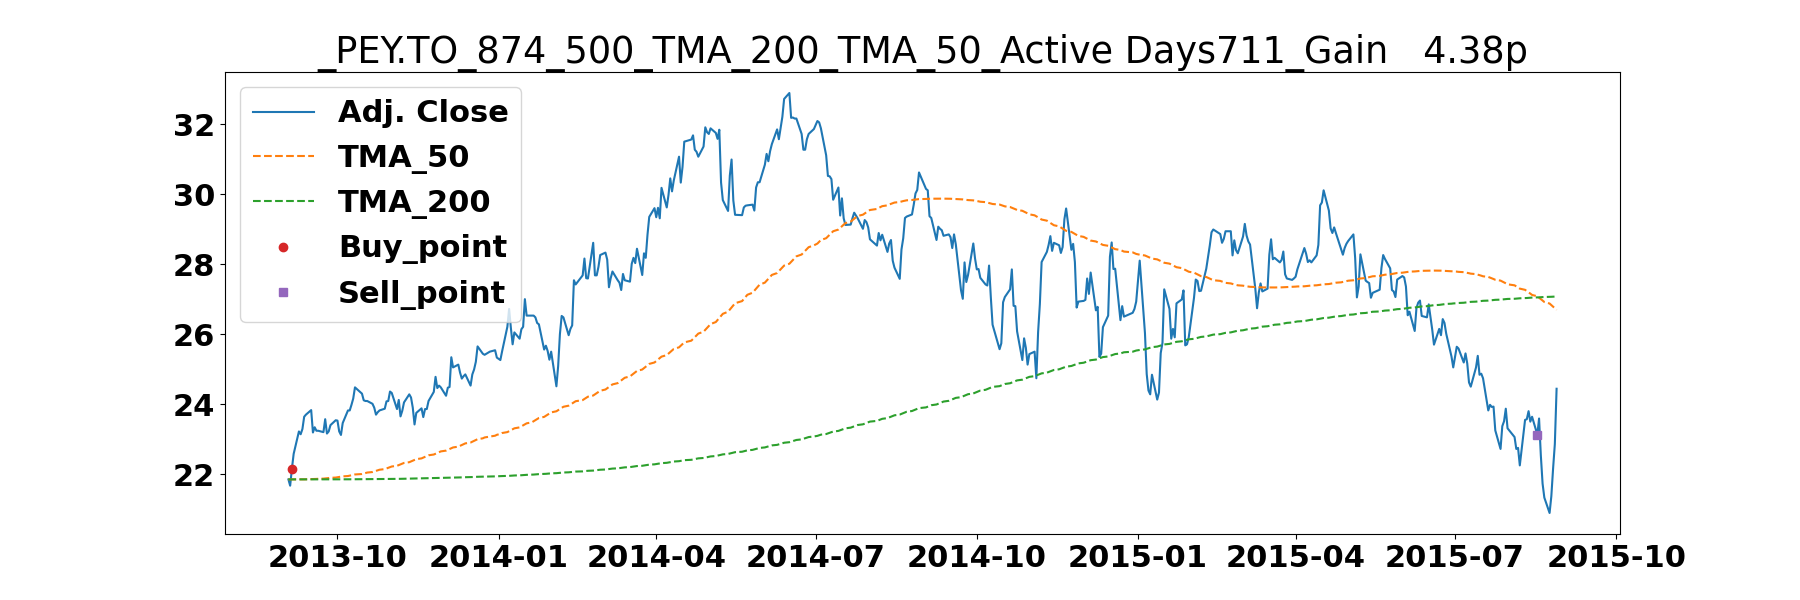 _PEY.TO_874_500_TMA_200_TMA_50_Active Days711_Gain   4.38p
Adj. Close
TMA_50
TMA_200
Buy_point
Sell_point
32
30
28
26
24
22
2013-10 2014-01 2014-04 2014-07 2014-10 2015-01 2015-04 2015-07 2015-10